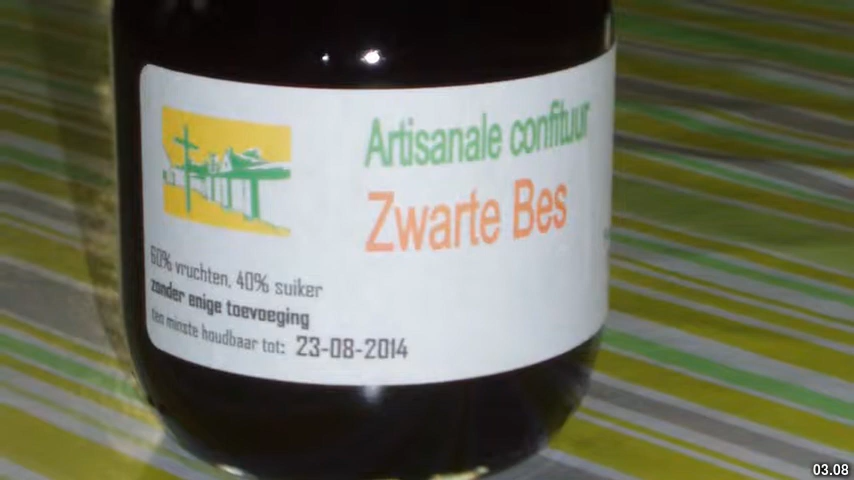 Artisanale confituur
Zwarte Bes
60% vruchten, 40% suiker
zonder enige toevoeging
ten minste houdbaar tot: 23-08-2014
03.08